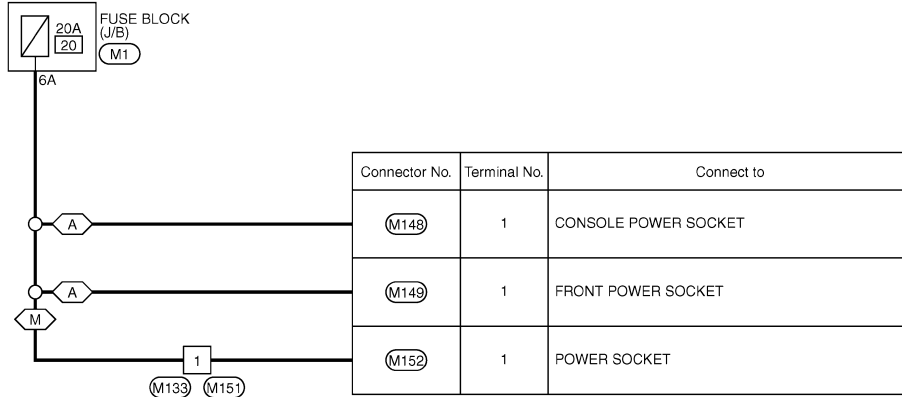 20A
20
FUSE BLOCK
(J/B)
M1
6A
Connector No. Terminal No. Connect to
A M148 1 CONSOLE POWER SOCKET
A M149 1 FRONT POWER SOCKET
M
1 M152 1 POWER SOCKET
M133 M151